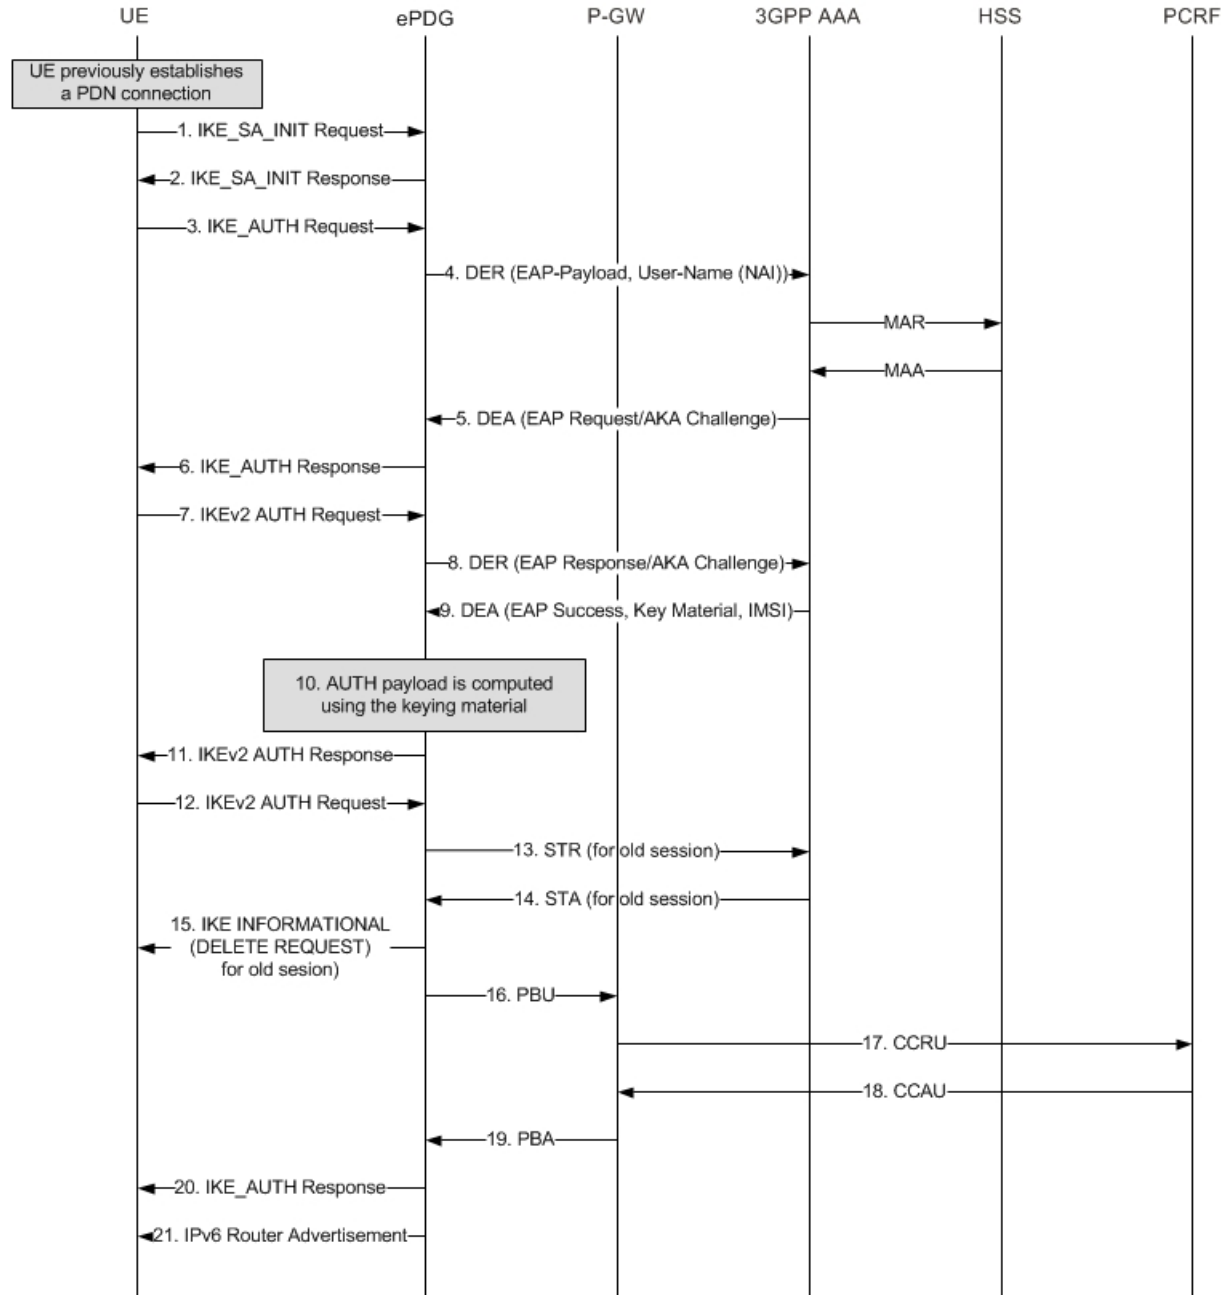 UE ePDG P-GW 3GPP AAA HSS PCRF
UE previously establishes
a PDN connection
1. IKE_SA_INIT Request
2. IKE_SA_INIT Response
3. IKE_AUTH Request
4. DER (EAP-Payload, User-Name (NAI))
MAR
MAA
5. DEA (EAP Request/AKA Challenge)
6. IKE_AUTH Response
7. IKEv2 AUTH Request
8. DER (EAP Response/AKA Challenge)
9. DEA (EAP Success, Key Material, IMSI)
10. AUTH payload is computed
using the keying material
11. IKEv2 AUTH Response
12. IKEv2 AUTH Request
13. STR (for old session)
14. STA (for old session)
15. IKE INFORMATIONAL
(DELETE REQUEST)
for old sesion)
16. PBU
17. CCRU
18. CCAU
19. PBA
20. IKE_AUTH Response
21. IPv6 Router Advertisement